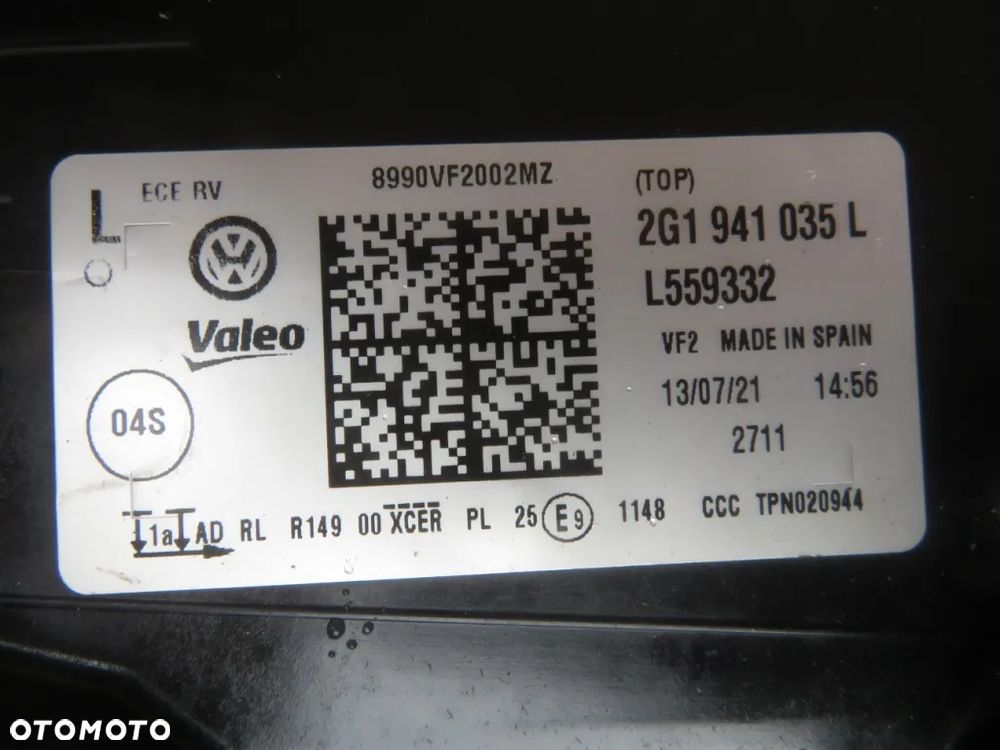 8990VF2002MZ
(TOP)
L
ECE RV
2G1 941 035 L
L559332
Valeo
VF2 MADE IN SPAIN
13/07/21 14:56
04S
2711
1a AD RL R149 00 XCER PL 25 E9 1148 CCC TPN020944
OTOMOTO